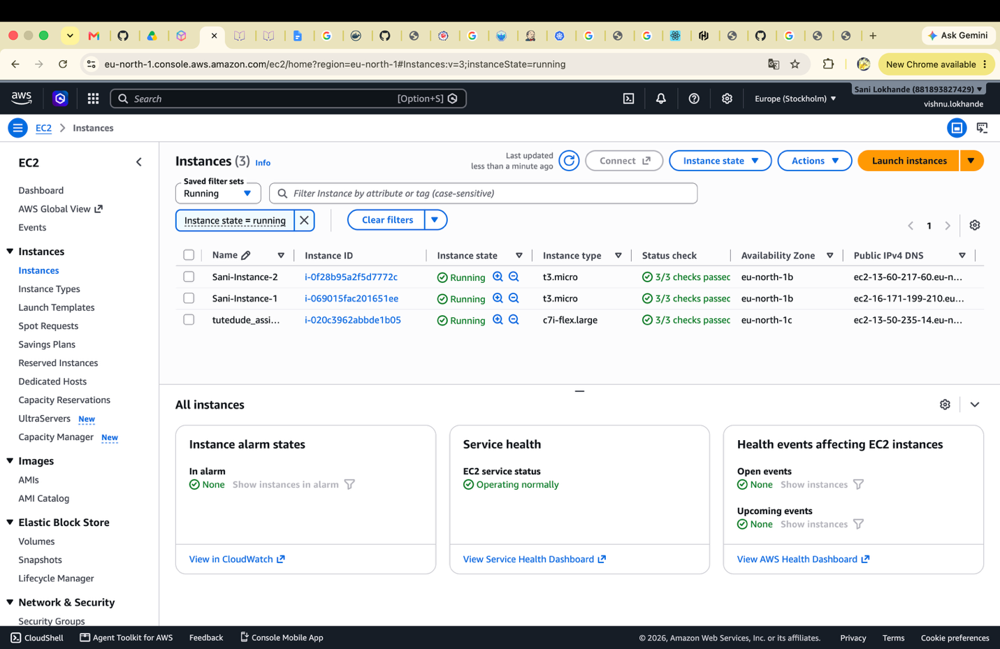 Ask Gemini
eu-north-1.console.aws.amazon.com/ec2/home?region=eu-north-1#Instances:v=3;instanceState=running
New Chrome available
aws
Search
[Option+S]
Europe (Stockholm)
Sani Lokhande (881893827429)
vishnu.lokhande
EC2
Instances
EC2
Dashboard
AWS Global View
Events
Instances
Instances
Instance Types
Launch Templates
Spot Requests
Savings Plans
Reserved Instances
Dedicated Hosts
Capacity Reservations
UltraServers New
Capacity Manager New
Images
AMIs
AMI Catalog
Elastic Block Store
Volumes
Snapshots
Lifecycle Manager
Network & Security
Security Groups
Instances (3) Info
Last updated
less than a minute ago
Connect
Instance state
Actions
Launch instances
Saved filter sets
Running
Filter Instance by attribute or tag (case-sensitive)
Instance state = running
Clear filters
1
Name Instance ID Instance state Instance type Status check Availability Zone Public IPv4 DNS
Sani-Instance-2 i-0f28b95a2f5d7772c Running t3.micro 3/3 checks passec eu-north-1b ec2-13-60-217-60.eu-n...
Sani-Instance-1 i-069015fac201651ee Running t3.micro 3/3 checks passec eu-north-1b ec2-16-171-199-210.eu...
tutedude_assi... i-020c3962abbde1b05 Running c7i-flex.large 3/3 checks passec eu-north-1c ec2-13-50-235-14.eu-n...
All instances
Instance alarm states
In alarm
None Show instances in alarm
View in CloudWatch
Service health
EC2 service status
Operating normally
View Service Health Dashboard
Health events affecting EC2 instances
Open events
None Show instances
Upcoming events
None Show instances
View AWS Health Dashboard
CloudShell
Agent Toolkit for AWS
Feedback
Console Mobile App
© 2026, Amazon Web Services, Inc. or its affiliates.
Privacy
Terms
Cookie preferences